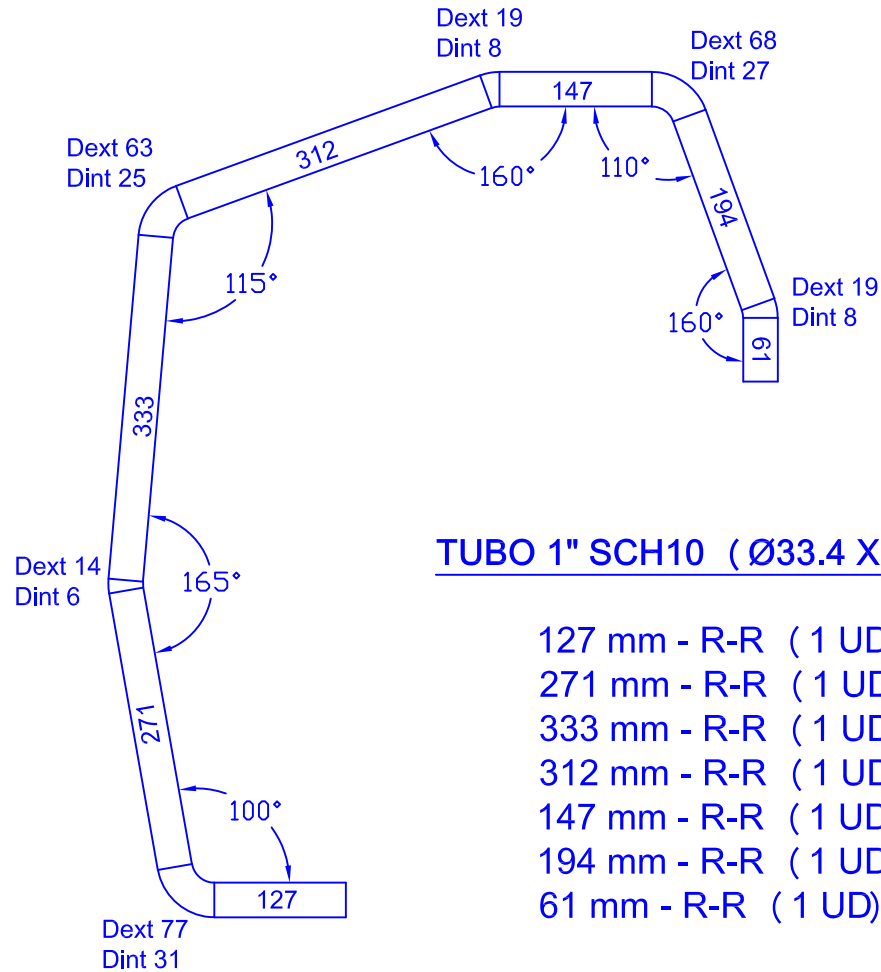 Dext 19
Dint 8
Dext 68
Dint 27
147
Dext 63
Dint 25
312
160°
110°
194
115°
Dext 19
Dint 8
160°
61
333
TUBO 1" SCH10 ( Ø33.4 X
Dext 14
Dint 6
165°
127 mm - R-R ( 1 UD
271 mm - R-R ( 1 UD
333 mm - R-R ( 1 UD
312 mm - R-R ( 1 UD
147 mm - R-R ( 1 UD
194 mm - R-R ( 1 UD
61 mm - R-R ( 1 UD)
271
100°
127
Dext 77
Dint 31